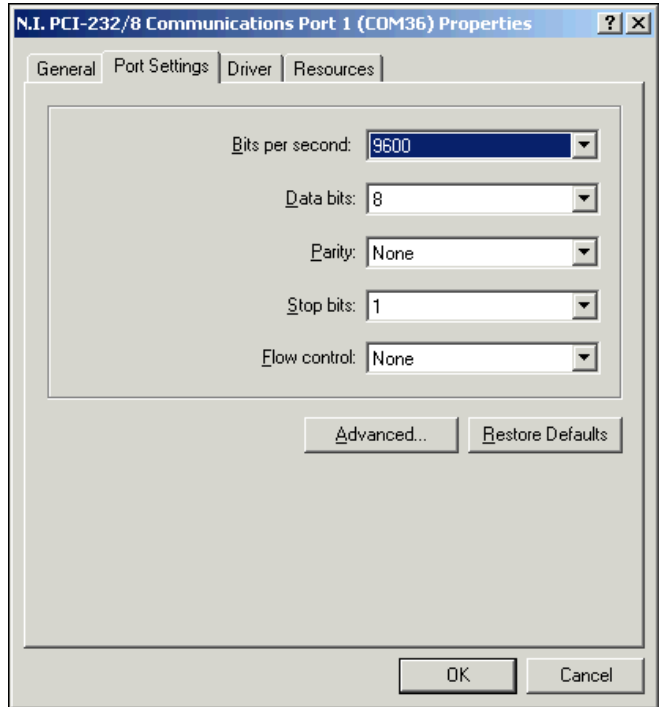 N.I. PCI-232/8 Communications Port 1 (COM36) Properties ? X
General Port Settings Driver Resources
Bits per second: 9600
Data bits: 8
Parity: None
Stop bits: 1
Flow control: None
Advanced... Restore Defaults
OK Cancel